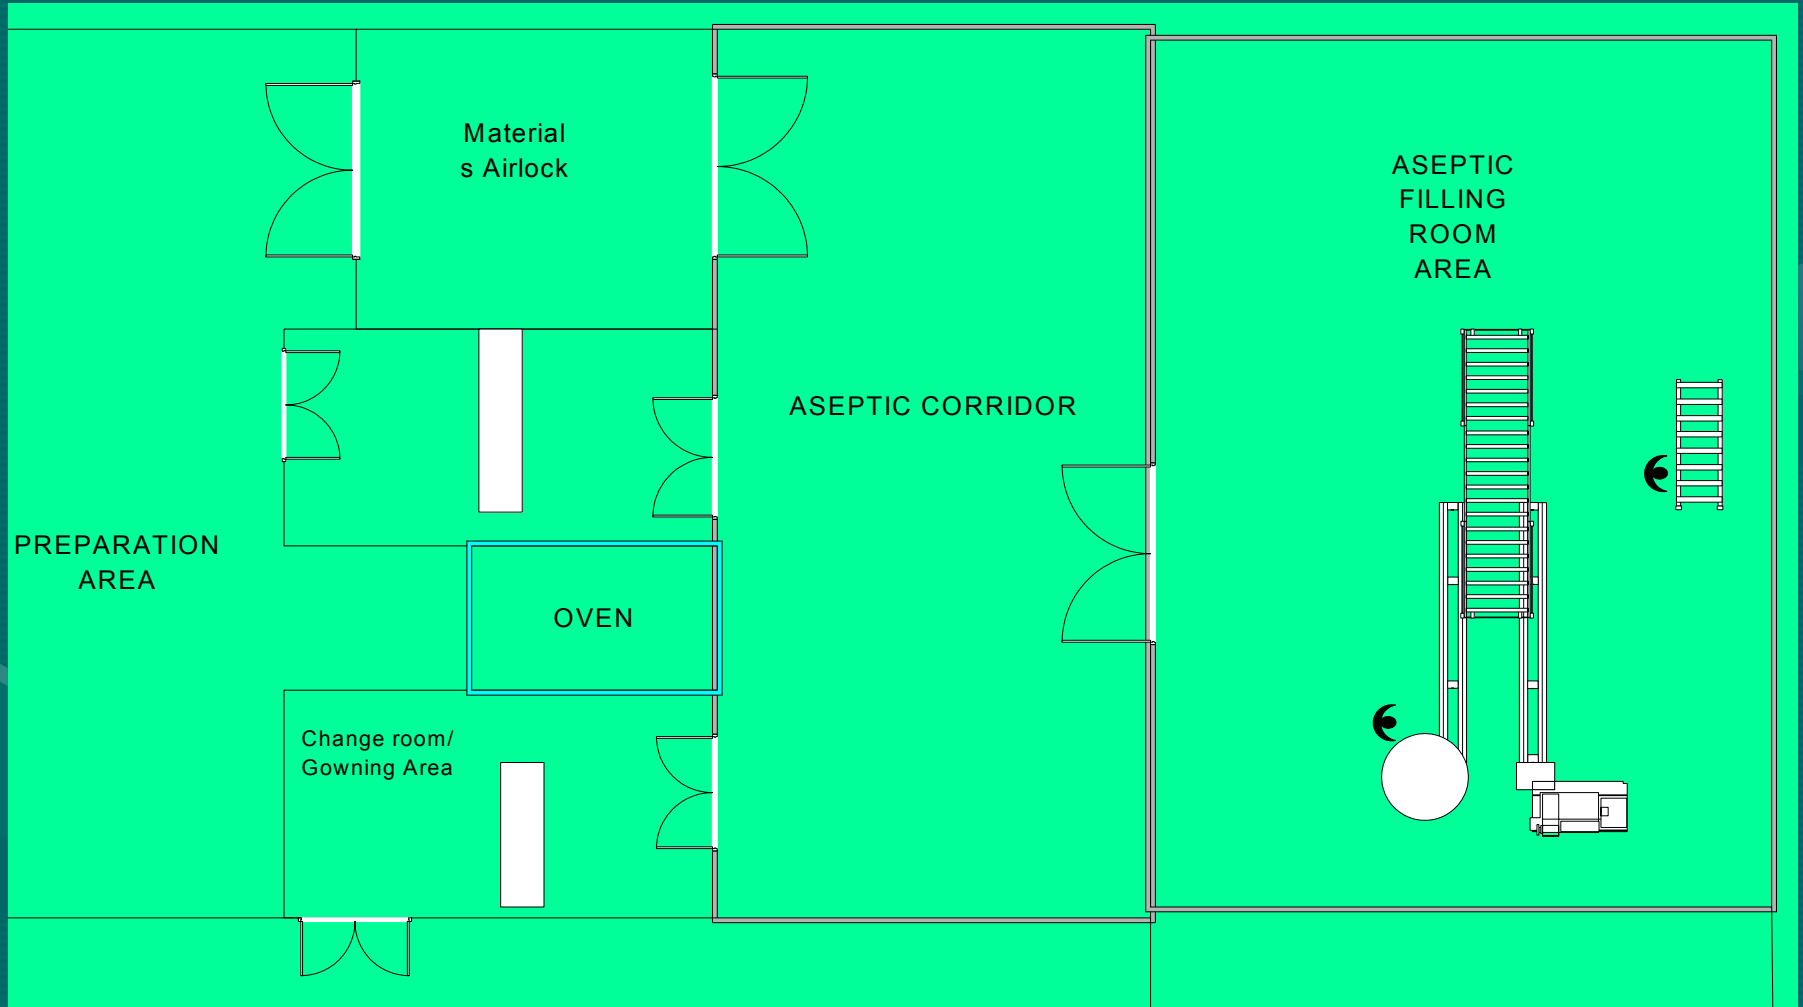 Material
s Airlock
ASEPTIC
FILLING
ROOM
AREA
ASEPTIC CORRIDOR
PREPARATION
AREA
OVEN
Change room/
Gowning Area